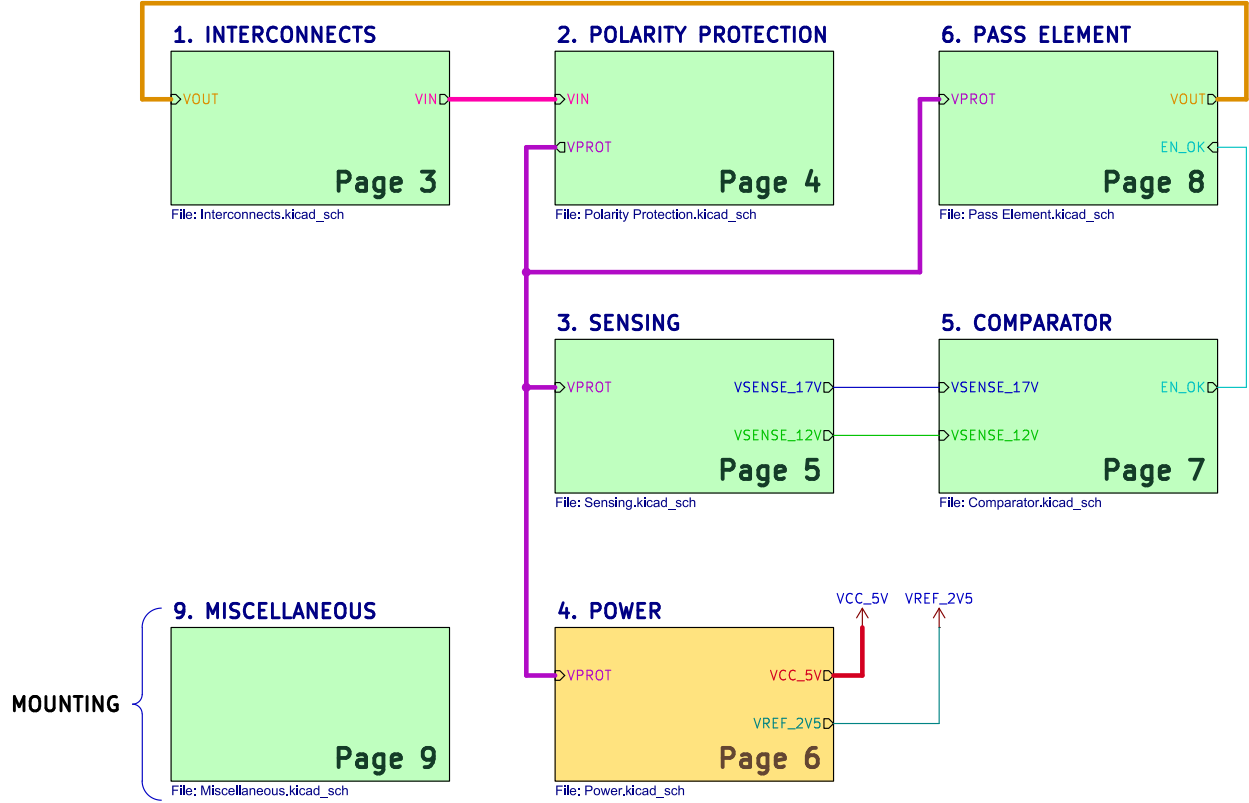 1. INTERCONNECTS
VOUT
VIN
Page 3
File: Interconnects.kicad_sch
2. POLARITY PROTECTION
VIN
VPROT
Page 4
File: Polarity Protection.kicad_sch
6. PASS ELEMENT
VPROT
VOUT
EN_OK
Page 8
File: Pass Element.kicad_sch
3. SENSING
VPROT
VSENSE_17V
VSENSE_12V
Page 5
File: Sensing.kicad_sch
5. COMPARATOR
VSENSE_17V
EN_OK
VSENSE_12V
Page 7
File: Comparator.kicad_sch
MOUNTING
9. MISCELLANEOUS
Page 9
File: Miscellaneous.kicad_sch
4. POWER
VPROT
VCC_5V
VREF_2V5
Page 6
File: Power.kicad_sch
VCC_5V
VREF_2V5